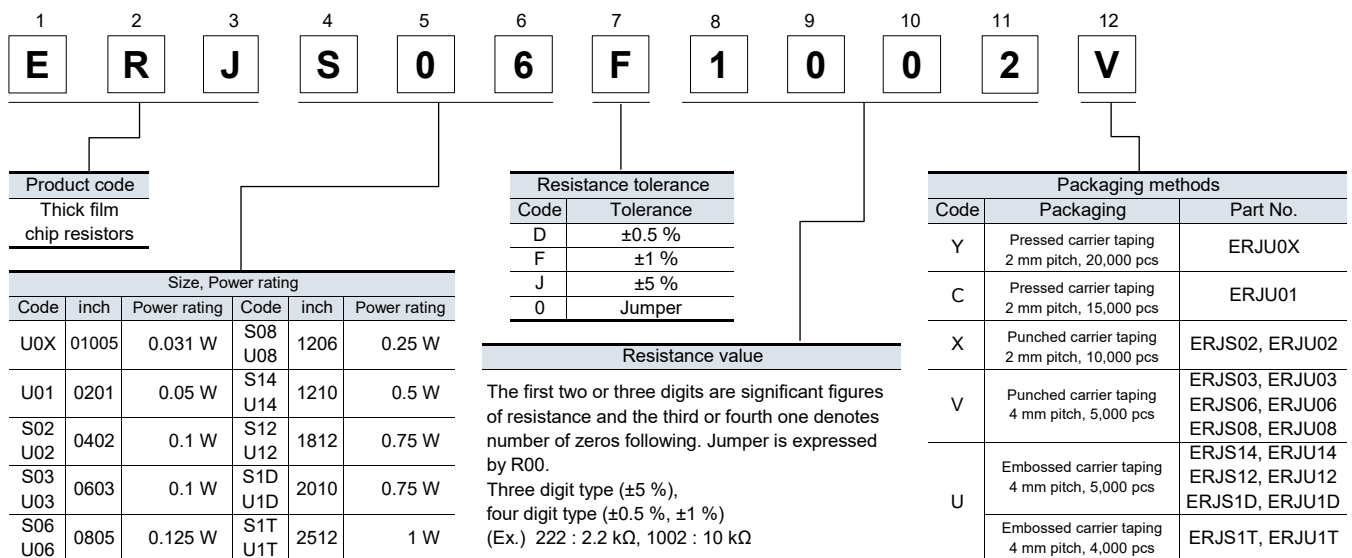 1 2 3 4 5 6 7 8 9 10 11 12
E R J S 0 6 F 1 0 0 2 V
Product code
Thick film
chip resistors
Size, Power rating
Code inch Power rating Code inch Power rating
U0X 01005 0.031 W S08 U08 1206 0.25 W
U01 0201 0.05 W S14 U14 1210 0.5 W
S02 U02 0402 0.1 W S12 U12 1812 0.75 W
S03 U03 0603 0.1 W S1D U1D 2010 0.75 W
S06 U06 0805 0.125 W S1T U1T 2512 1 W
Resistance tolerance
Code Tolerance
D ±0.5 %
F ±1 %
J ±5 %
0 Jumper
Resistance value
The first two or three digits are significant figures
of resistance and the third or fourth one denotes
number of zeros following. Jumper is expressed
by R00.
Three digit type (±5 %),
four digit type (±0.5 %, ±1 %)
(Ex.) 222 : 2.2 kΩ, 1002 : 10 kΩ
Packaging methods
Code Packaging Part No.
Y Pressed carrier taping
2 mm pitch, 20,000 pcs ERJU0X
C Pressed carrier taping
2 mm pitch, 15,000 pcs ERJU01
X Punched carrier taping
2 mm pitch, 10,000 pcs ERJS02, ERJU02
V Punched carrier taping
4 mm pitch, 5,000 pcs ERJS03, ERJU03
ERJS06, ERJU06
ERJS08, ERJU08
U Embossed carrier taping
4 mm pitch, 5,000 pcs ERJS14, ERJU14
ERJS12, ERJU12
ERJS1D, ERJU1D
Embossed carrier taping
4 mm pitch, 4,000 pcs ERJS1T, ERJU1T